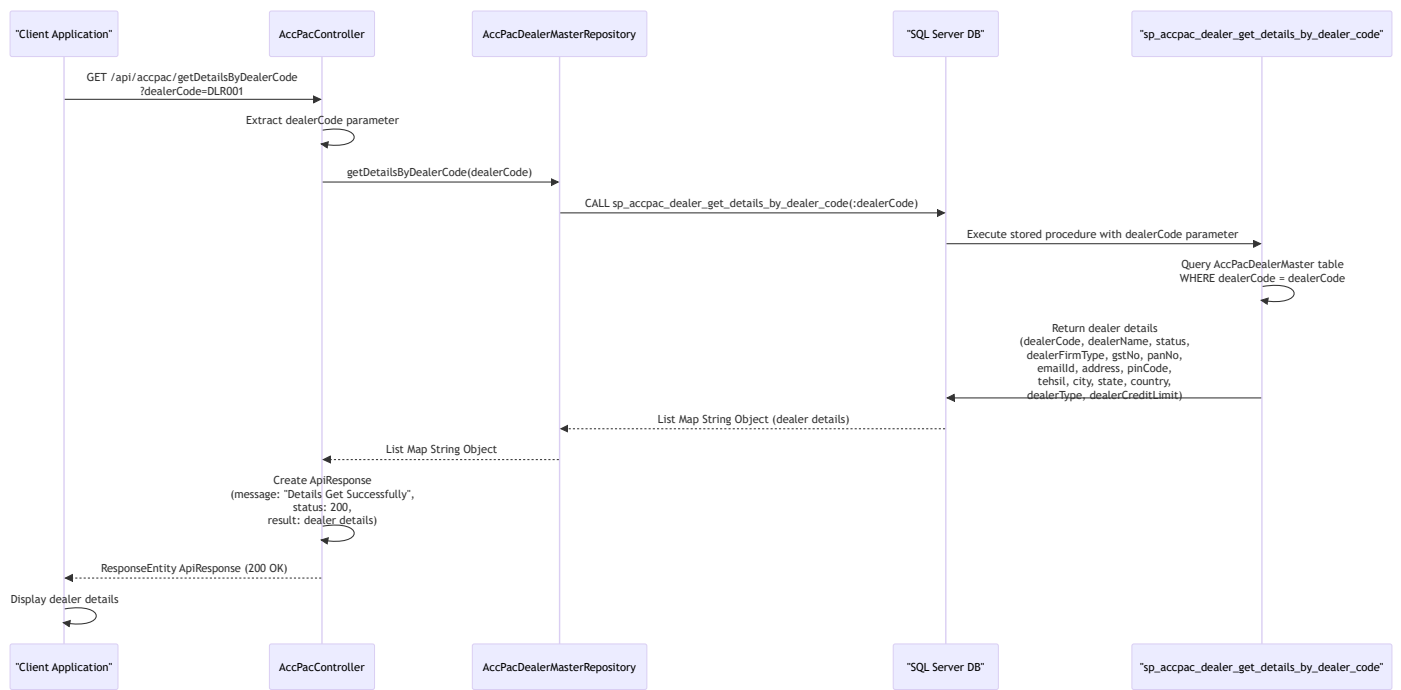 "Client Application"
AccPacController
AccPacDealerMasterRepository
"SQL Server DB"
"sp_accpac_dealer_get_details_by_dealer_code"
GET /api/accpac/getDetailsByDealerCode
?dealerCode=DLR001
Extract dealerCode parameter
getDetailsByDealerCode(dealerCode)
CALL sp_accpac_dealer_get_details_by_dealer_code(:dealerCode)
Execute stored procedure with dealerCode parameter
Query AccPacDealerMaster table
WHERE dealerCode = dealerCode
Return dealer details
(dealerCode, dealerName, status,
dealerFirmType, gstNo, panNo,
emailId, address, pinCode,
tehsil, city, state, country,
dealerType, dealerCreditLimit)
List Map String Object (dealer details)
List Map String Object
Create ApiResponse
(message: "Details Get Successfully",
status: 200,
result: dealer details)
ResponseEntity ApiResponse (200 OK)
Display dealer details
"Client Application"
AccPacController
AccPacDealerMasterRepository
"SQL Server DB"
"sp_accpac_dealer_get_details_by_dealer_code"